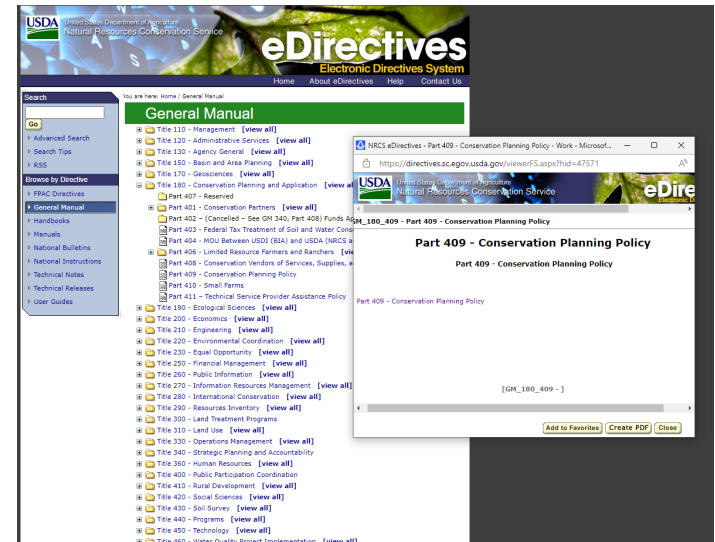 USDA
United States Department of Agriculture
Natural Resources Conservation Service
eDirectives
Electronic Directives System
Home About eDirectives Help Contact Us
Search
Go
Advanced Search
Search Tips
RSS
Browse by Directive
FPAC Directives
General Manual
Handbooks
Manuals
National Bulletins
National Instructions
Technical Notes
Technical Releases
User Guides
You are here: Home / General Manual
General Manual
Title 110 - Management [view all]
Title 120 - Administrative Services [view all]
Title 130 - Agency General [view all]
Title 150 - Basin and Area Planning [view all]
Title 170 - Geosciences [view all]
Title 180 - Conservation Planning and Application [view al
Part 407 - Reserved
Part 401 - Conservation Partners [view all]
Part 402 – (Cancelled – See GM 340, Part 408) Funds Ap
Part 403 - Federal Tax Treatment of Soil and Water Cons
Part 404 - MOU Between USDI (BIA) and USDA (NRCS a
Part 406 - Limited Resource Farmers and Ranchers [vie
Part 408 - Conservation Vendors of Services, Supplies, a
Part 409 - Conservation Planning Policy
Part 410 - Small Farms
Part 411 – Technical Service Provider Assistance Policy
Title 190 - Ecological Sciences [view all]
Title 200 - Economics [view all]
Title 210 - Engineering [view all]
Title 220 - Environmental Coordination [view all]
Title 230 - Equal Opportunity [view all]
Title 250 - Financial Management [view all]
Title 260 - Public Information [view all]
Title 270 - Information Resources Management [view all]
Title 280 - International Conservation [view all]
Title 290 - Resources Inventory [view all]
Title 300 - Land Treatment Programs
Title 310 - Land Use [view all]
Title 330 - Operations Management [view all]
Title 340 - Strategic Planning and Accountability
Title 360 - Human Resources [view all]
Title 400 - Public Participation Coordination
Title 410 - Rural Development [view all]
Title 420 - Social Sciences [view all]
Title 430 - Soil Survey [view all]
Title 440 - Programs [view all]
Title 450 - Technology [view all]
Title 460 - Water Quality Project Implementation [view all]
NRCS eDirectives - Part 409 - Conservation Planning Policy - Work - Microsof...
https://directives.sc.egov.usda.gov/viewerFS.aspx?hid=47571
USDA
United States Department of Agriculture
Natural Resources Conservation Service
eDire
Electronic D
GM_180_409 - Part 409 - Conservation Planning Policy
Part 409 - Conservation Planning Policy
Part 409 - Conservation Planning Policy
Part 409 - Conservation Planning Policy
[GM_180_409 - ]
Add to Favorites Create PDF Close